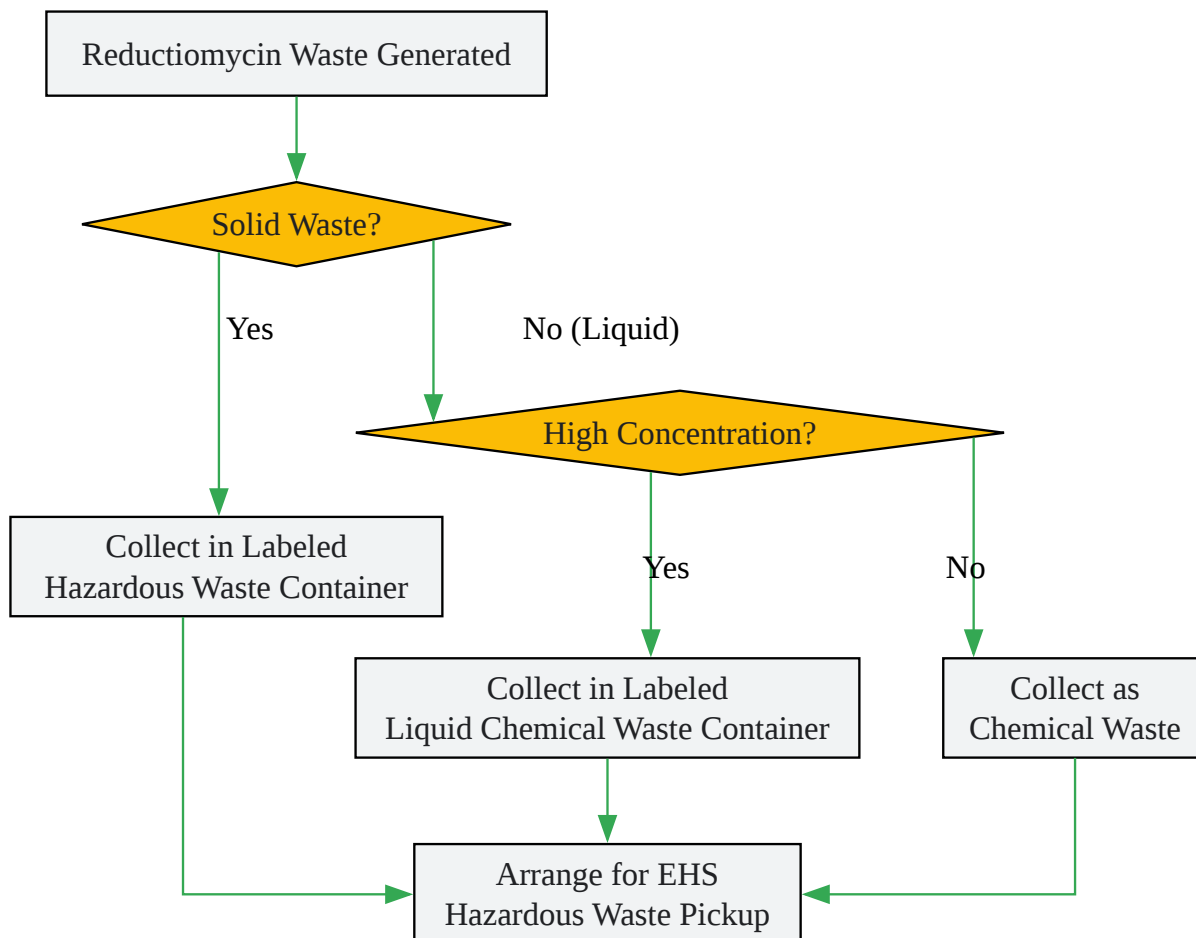 Reductiomycin Waste Generated
Solid Waste?
Yes
No (Liquid)
High Concentration?
Collect in Labeled
Hazardous Waste Container
Yes
No
Collect in Labeled
Liquid Chemical Waste Container
Collect as
Chemical Waste
Arrange for EHS
Hazardous Waste Pickup